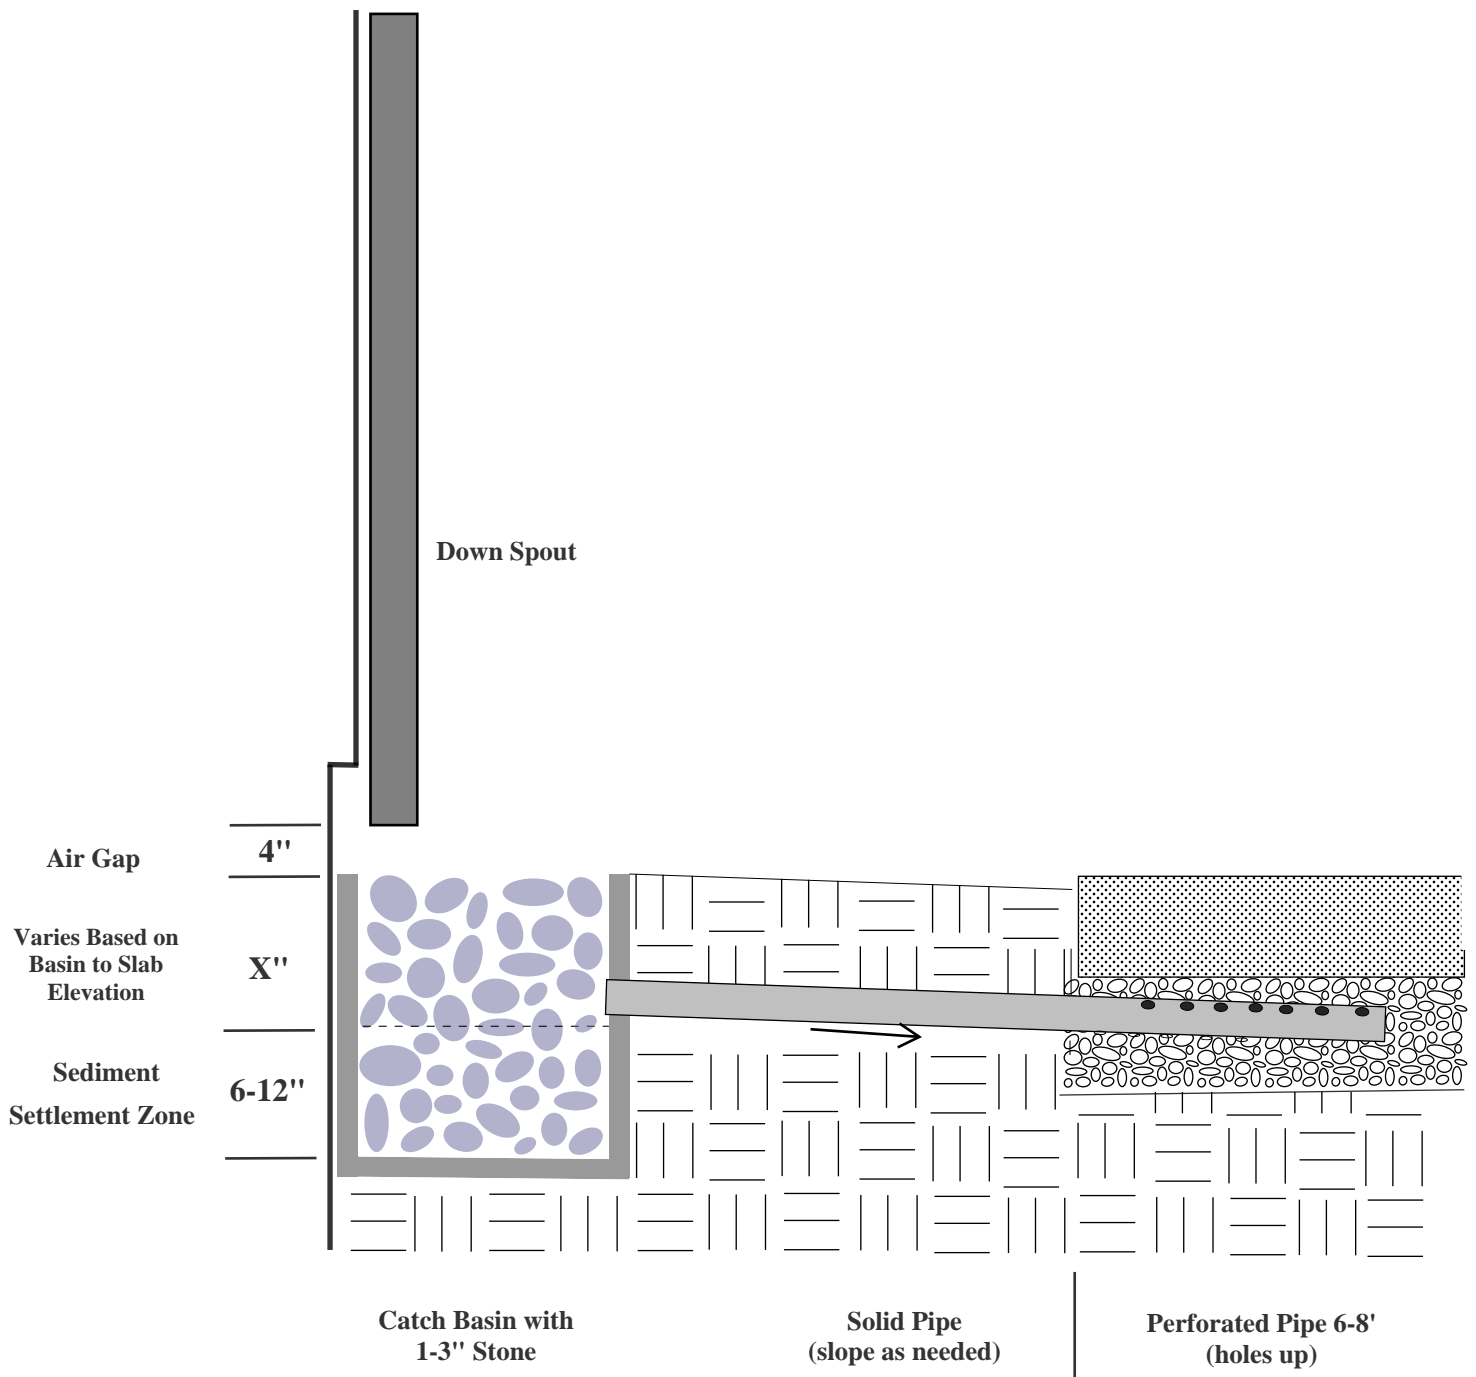 Down Spout
Air Gap
4"
Varies Based on
Basin to Slab
Elevation
X"
Sediment
Settlement Zone
6-12"
Catch Basin with
1-3" Stone
Solid Pipe
(slope as needed)
Perforated Pipe 6-8'
(holes up)